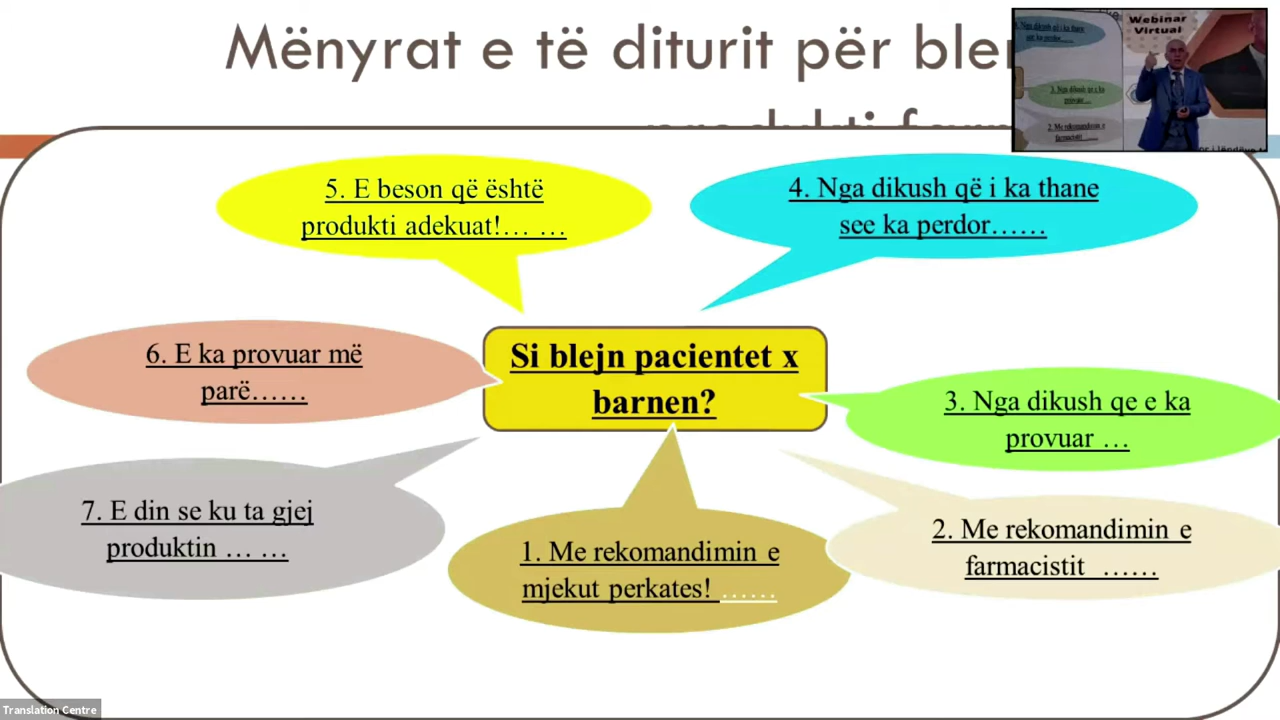 Mënyrat e të diturit për
Webinar
Virtual
5. E beson që është
produkti adekuat!… …
4. Nga dikush që i ka thane
see ka perdor……
6. E ka provuar më
parë……
Si blejn pacientet x
barnen?
3. Nga dikush qe e ka
provuar …
7. E din se ku ta gjej
produktin … …
1. Me rekomandimin e
mjekut perkates! ……
2. Me rekomandimin e
farmacistit ……
Translation Centre